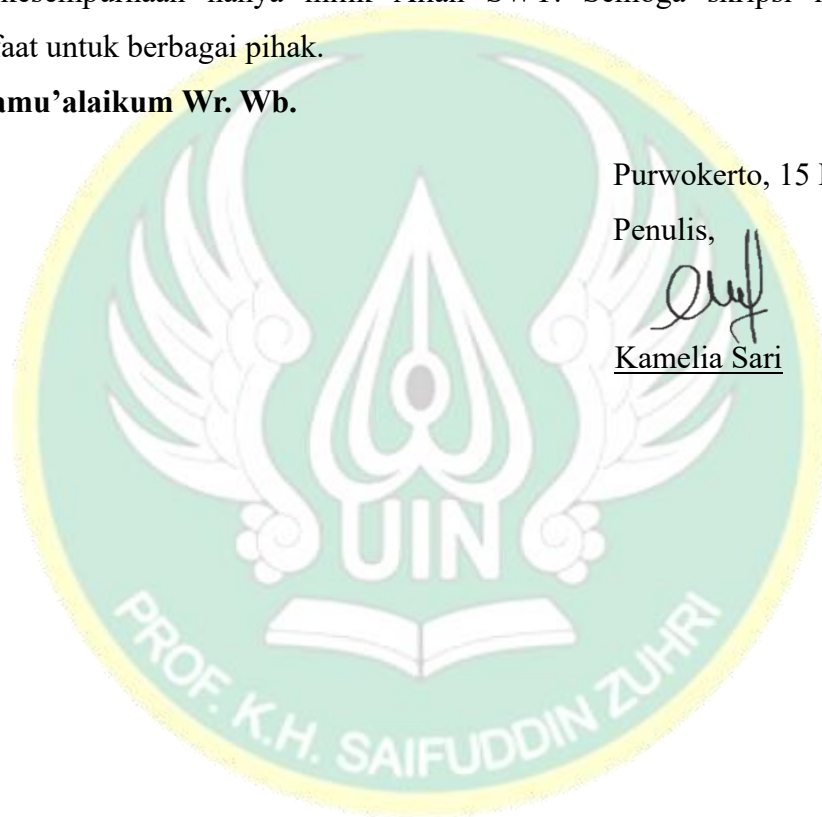 kesempurnaan hanya milik Allah SWT. Semoga skripsi
faat untuk berbagai pihak.
amu’alaikum Wr. Wb.
Purwokerto, 15
Penulis,
Kamelia Sari
UIN
PROF. K.H. SAIFUDDIN ZUHRI